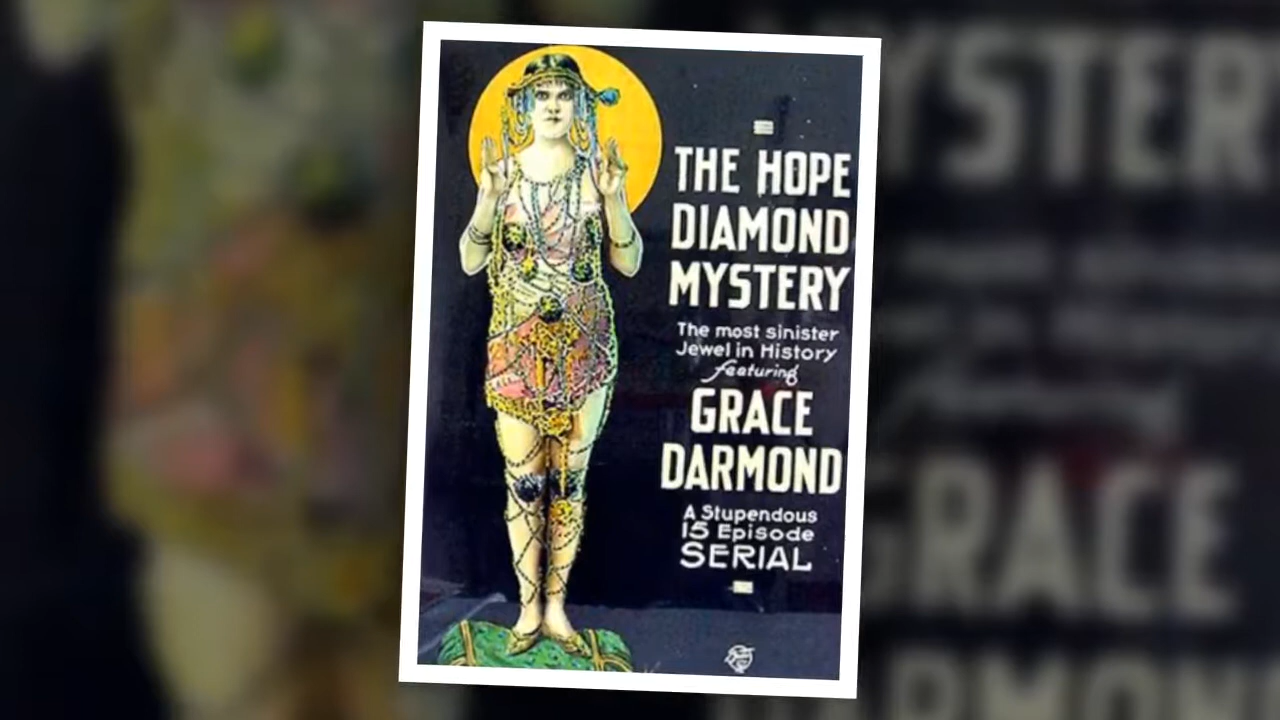 THE HOPE
DIAMOND
MYSTERY
The most sinister
Jewel in History
featuring
GRACE
DARMOND
A Stupendous
15 Episode
SERIAL